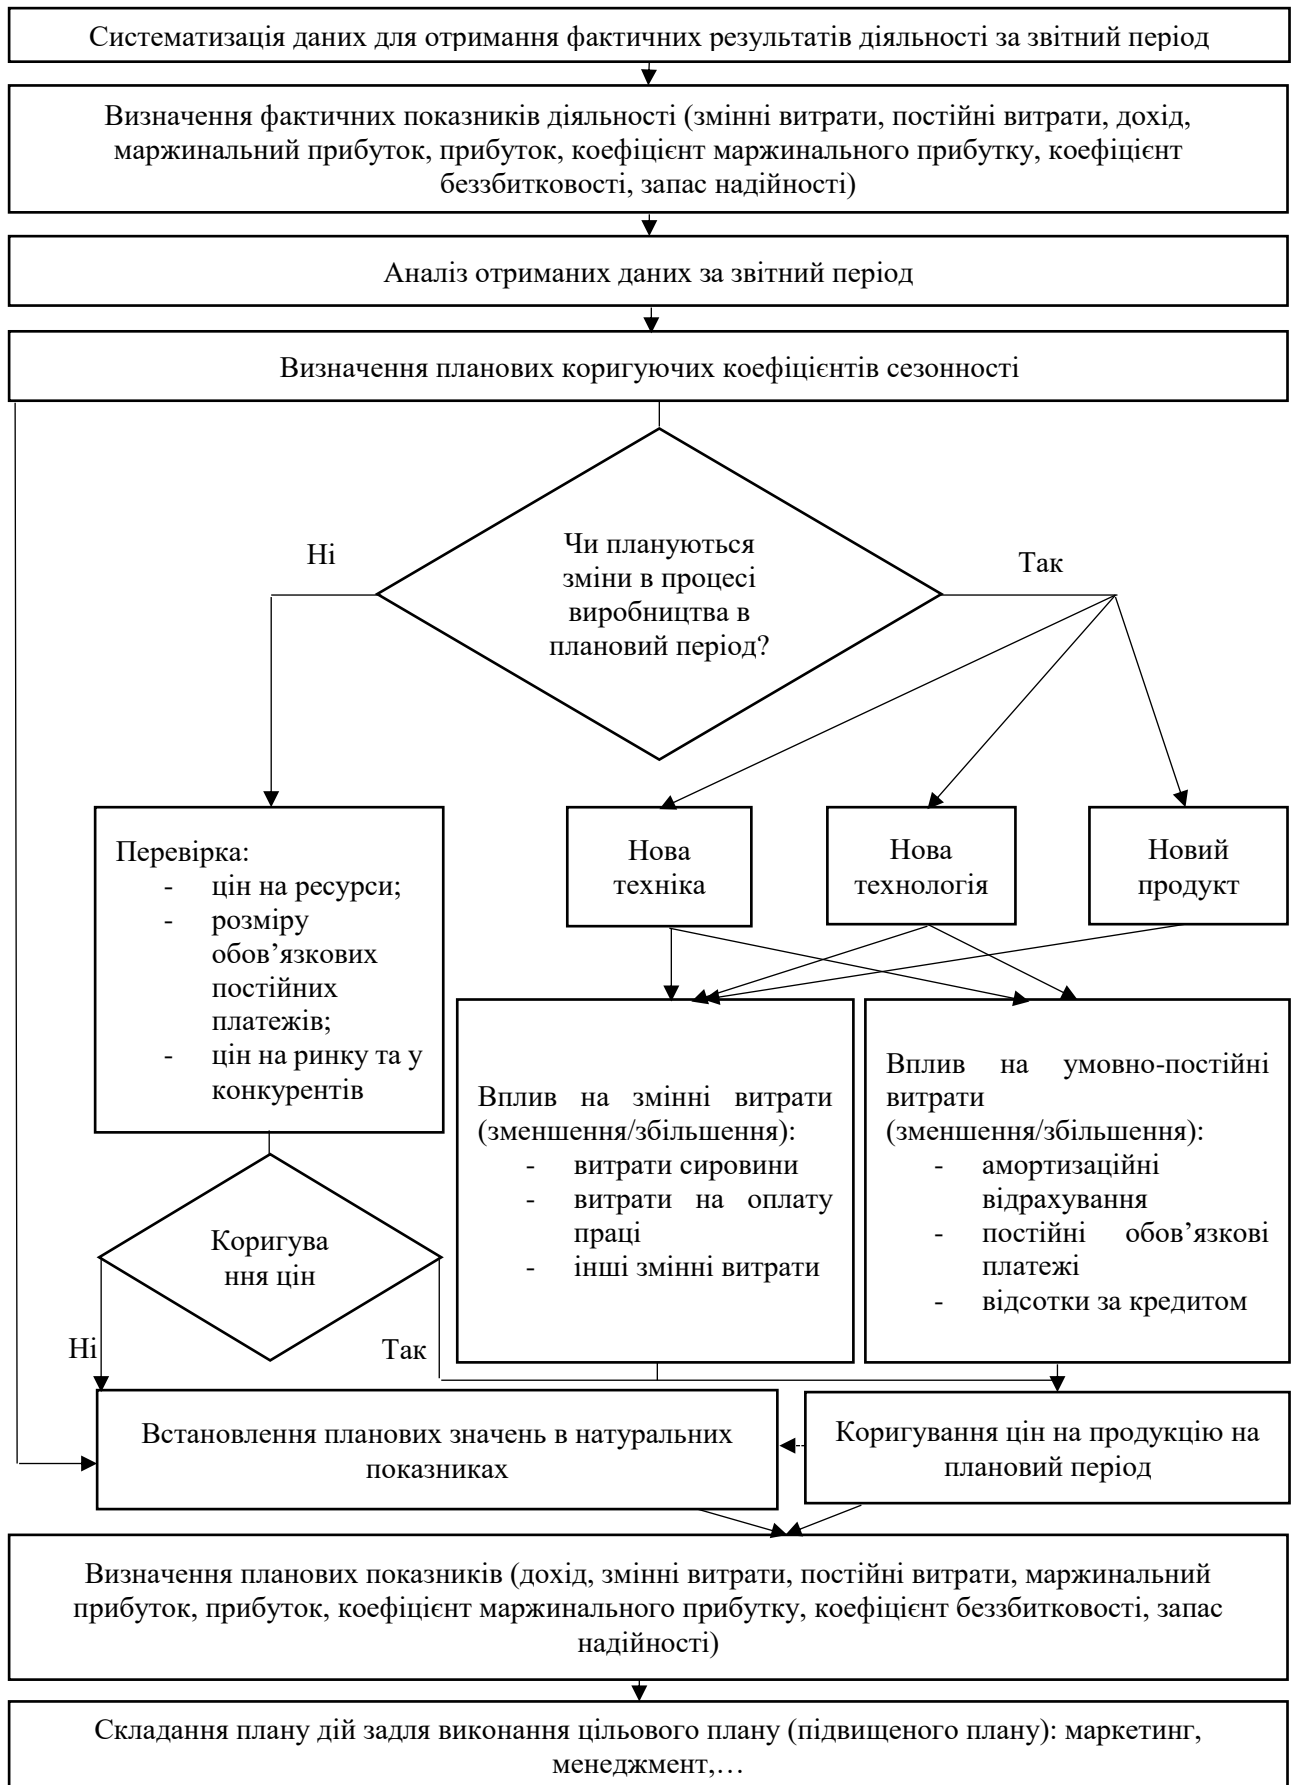 Систематизація даних для отримання фактичних результатів діяльності за звітний період
Визначення фактичних показників діяльності (змінні витрати, постійні витрати, дохід,
маржинальний прибуток, прибуток, коефіцієнт маржинального прибутку, коефіцієнт
беззбитковості, запас надійності)
Аналіз отриманих даних за звітний період
Визначення планових коригуючих коефіцієнтів сезонності
Чи плануються
зміни в процесі
виробництва в
плановий період?
Ні
Так
Перевірка:
- цін на ресурси;
- розміру
обов’язкових
постійних
платежів;
- цін на ринку та у
конкурентів
Нова
техніка
Нова
технологія
Новий
продукт
Вплив на змінні витрати
(зменшення/збільшення):
- витрати сировини
- витрати на оплату
праці
- інші змінні витрати
Вплив на умовно-постійні
витрати
(зменшення/збільшення):
- амортизаційні
відрахування
- постійні обов’язкові
платежі
- відсотки за кредитом
Коригува
ння цін
Ні
Так
Встановлення планових значень в натуральних
показниках
Коригування цін на продукцію на
плановий період
Визначення планових показників (дохід, змінні витрати, постійні витрати, маржинальний
прибуток, прибуток, коефіцієнт маржинального прибутку, коефіцієнт беззбитковості, запас
надійності)
Складання плану дій задля виконання цільового плану (підвищеного плану): маркетинг,
менеджмент,…